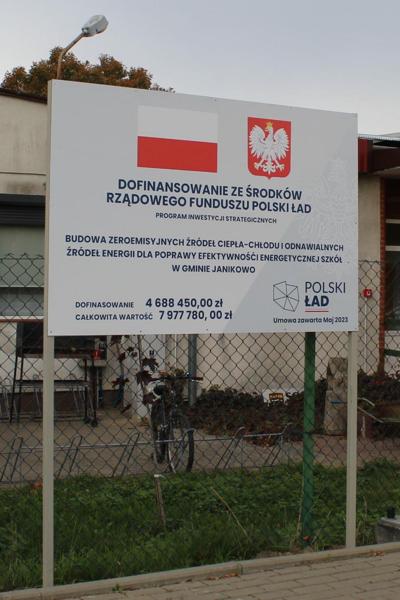 DOFINANSOWANIE ZE ŚRODKÓW
RZĄDOWEGO FUNDUSZU POLSKI ŁAD
PROGRAM INWESTYCJI STRATEGICZNYCH
BUDOWA ZEROEMISYJNYCH ŹRÓDEŁ CIEPŁA-CHŁODU I ODNAWIALNYCH
ŹRÓDEŁ ENERGII DLA POPRAWY EFEKTYWNOŚCI ENERGETYCZNEJ SZKÓŁ
W GMINIE JANIKOWO
DOFINANSOWANIE 4 688 450,00 zł
CAŁKOWITA WARTOŚĆ 7 977 780, 00 zł
POLSKI
ŁAD
Umowa zawarta Maj 2023